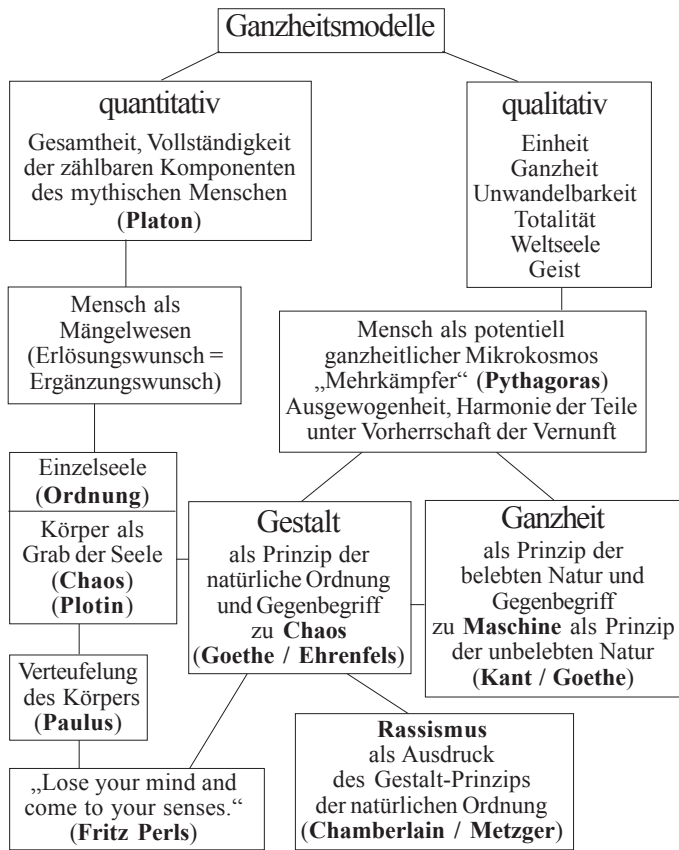 Ganzheitsmodelle
quantitativ
Gesamtheit, Vollständigkeit
der zählbaren Komponenten
des mythischen Menschen
(Platon)
qualitativ
Einheit
Ganzheit
Unwandelbarkeit
Totalität
Weltseele
Geist
Mensch als
Mängelwesen
(Erlösungswunsch =
Ergänzungswunsch)
Mensch als potentiell
ganzheitlicher Mikrokosmos
„Mehrkämpfer“ (Pythagoras)
Ausgewogenheit, Harmonie der Teile
unter Vorherrschaft der Vernunft
Einzelseele
(Ordnung)
Körper als
Grab der Seele
(Chaos)
(Plotin)
Gestalt
als Prinzip der
natürliche Ordnung
und Gegenbegriff
zu Chaos
(Goethe / Ehrenfels)
Ganzheit
als Prinzip der
belebten Natur und
Gegenbegriff
zu Maschine als Prinzip
der unbelebten Natur
(Kant / Goethe)
Verteufelung
des Körpers
(Paulus)
„Lose your mind and
come to your senses.“
(Fritz Perls)
Rassismus
als Ausdruck
des Gestalt-Prinzips
der natürlichen Ordnung
(Chamberlain / Metzger)